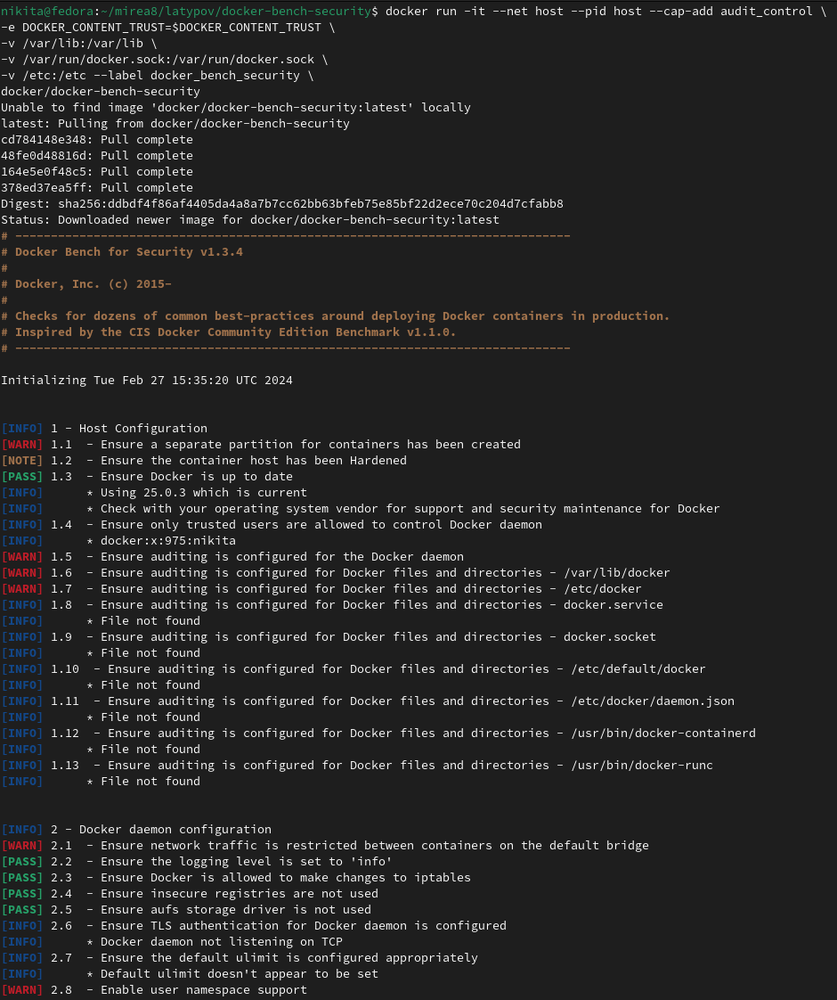 nikita@fedora:~/mirea8/latypov/docker-bench-security$ docker run -it --net host --pid host --cap-add audit_control \
-e DOCKER_CONTENT_TRUST=$DOCKER_CONTENT_TRUST \
-v /var/lib:/var/lib \
-v /var/run/docker.sock:/var/run/docker.sock \
-v /etc:/etc --label docker_bench_security \
docker/docker-bench-security
Unable to find image 'docker/docker-bench-security:latest' locally
latest: Pulling from docker/docker-bench-security
cd784148e348: Pull complete
48fe0d48816d: Pull complete
164e5e0f48c5: Pull complete
378ed37ea5ff: Pull complete
Digest: sha256:ddbdf4f86af4405da4a8a7b7cc62bb63bfeb75e85bf22d2ece70c204d7cfabb8
Status: Downloaded newer image for docker/docker-bench-security:latest
# ------------------------------------------------------------------------------
# Docker Bench for Security v1.3.4
#
# Docker, Inc. (c) 2015-
#
# Checks for dozens of common best-practices around deploying Docker containers in production.
# Inspired by the CIS Docker Community Edition Benchmark v1.1.0.
# ------------------------------------------------------------------------------
Initializing Tue Feb 27 15:35:20 UTC 2024
[INFO] 1 - Host Configuration
[WARN] 1.1  - Ensure a separate partition for containers has been created
[NOTE] 1.2  - Ensure the container host has been Hardened
[PASS] 1.3  - Ensure Docker is up to date
[INFO]      * Using 25.0.3 which is current
[INFO]      * Check with your operating system vendor for support and security maintenance for Docker
[INFO] 1.4  - Ensure only trusted users are allowed to control Docker daemon
[INFO]      * docker:x:975:nikita
[WARN] 1.5  - Ensure auditing is configured for the Docker daemon
[WARN] 1.6  - Ensure auditing is configured for Docker files and directories - /var/lib/docker
[WARN] 1.7  - Ensure auditing is configured for Docker files and directories - /etc/docker
[INFO] 1.8  - Ensure auditing is configured for Docker files and directories - docker.service
[INFO]      * File not found
[INFO] 1.9  - Ensure auditing is configured for Docker files and directories - docker.socket
[INFO]      * File not found
[INFO] 1.10  - Ensure auditing is configured for Docker files and directories - /etc/default/docker
[INFO]      * File not found
[INFO] 1.11  - Ensure auditing is configured for Docker files and directories - /etc/docker/daemon.json
[INFO]      * File not found
[INFO] 1.12  - Ensure auditing is configured for Docker files and directories - /usr/bin/docker-containerd
[INFO]      * File not found
[INFO] 1.13  - Ensure auditing is configured for Docker files and directories - /usr/bin/docker-runc
[INFO]      * File not found
[INFO] 2 - Docker daemon configuration
[WARN] 2.1  - Ensure network traffic is restricted between containers on the default bridge
[PASS] 2.2  - Ensure the logging level is set to 'info'
[PASS] 2.3  - Ensure Docker is allowed to make changes to iptables
[PASS] 2.4  - Ensure insecure registries are not used
[PASS] 2.5  - Ensure aufs storage driver is not used
[INFO] 2.6  - Ensure TLS authentication for Docker daemon is configured
[INFO]      * Docker daemon not listening on TCP
[INFO] 2.7  - Ensure the default ulimit is configured appropriately
[INFO]      * Default ulimit doesn't appear to be set
[WARN] 2.8  - Enable user namespace support